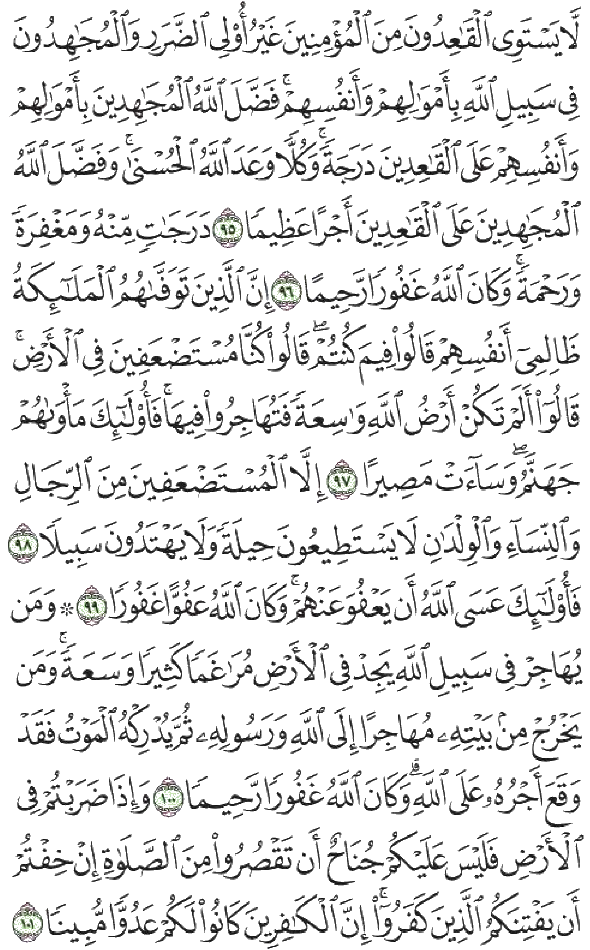 لَّا يَسْتَوِى ٱلْقَـٰعِدُونَ مِنَ ٱلْمُؤْمِنِينَ غَيْرُ أُو۟لِى ٱلضَّرَرِ وَٱلْمُجَـٰهِدُونَ
فِى سَبِيلِ ٱللَّهِ بِأَمْوَٰلِهِمْ وَأَنفُسِهِمْ ۚ فَضَّلَ ٱللَّهُ ٱلْمُجَـٰهِدِينَ بِأَمْوَٰلِهِمْ
وَأَنفُسِهِمْ عَلَى ٱلْقَـٰعِدِينَ دَرَجَةً ۚ وَكُلًّا وَعَدَ ٱللَّهُ ٱلْحُسْنَىٰ ۚ وَفَضَّلَ ٱللَّهُ
ٱلْمُجَـٰهِدِينَ عَلَى ٱلْقَـٰعِدِينَ أَجْرًا عَظِيمًا ٩٥ دَرَجَـٰتٍ مِّنْهُ وَمَغْفِرَةً
وَرَحْمَةً ۚ وَكَانَ ٱللَّهُ غَفُورًا رَّحِيمًا ٩٦ إِنَّ ٱلَّذِينَ تَوَفَّىٰهُمُ ٱلْمَلَـٰٓئِكَةُ
ظَالِمِىٓ أَنفُسِهِمْ قَالُوا۟ فِيمَ كُنتُمْ ۖ قَالُوا۟ كُنَّا مُسْتَضْعَفِينَ فِى ٱلْأَرْضِ ۚ
قَالُوٓا۟ أَلَمْ تَكُنْ أَرْضُ ٱللَّهِ وَٰسِعَةً فَتُهَاجِرُوا۟ فِيهَا ۚ فَأُو۟لَـٰٓئِكَ مَأْوَىٰهُمْ
جَهَنَّمُ ۖ وَسَآءَتْ مَصِيرًا ٩٧ إِلَّا ٱلْمُسْتَضْعَفِينَ مِنَ ٱلرِّجَالِ
وَٱلنِّسَآءِ وَٱلْوِلْدَٰنِ لَا يَسْتَطِيعُونَ حِيلَةً وَلَا يَهْتَدُونَ سَبِيلًا ٩٨
فَأُو۟لَـٰٓئِكَ عَسَى ٱللَّهُ أَن يَعْفُوَ عَنْهُمْ ۚ وَكَانَ ٱللَّهُ عَفُوًّا غَفُورًا ٩٩ ۞ وَمَن
يُهَاجِرْ فِى سَبِيلِ ٱللَّهِ يَجِدْ فِى ٱلْأَرْضِ مُرَٰغَمًا كَثِيرًا وَسَعَةً ۚ وَمَن
يَخْرُجْ مِنۢ بَيْتِهِۦ مُهَاجِرًا إِلَى ٱللَّهِ وَرَسُولِهِۦ ثُمَّ يُدْرِكْهُ ٱلْمَوْتُ فَقَدْ
وَقَعَ أَجْرُهُۥ عَلَى ٱللَّهِ ۗ وَكَانَ ٱللَّهُ غَفُورًا رَّحِيمًا ١٠٠ وَإِذَا ضَرَبْتُمْ فِى
ٱلْأَرْضِ فَلَيْسَ عَلَيْكُمْ جُنَاحٌ أَن تَقْصُرُوا۟ مِنَ ٱلصَّلَوٰةِ إِنْ خِفْتُمْ
أَن يَفْتِنَكُمُ ٱلَّذِينَ كَفَرُوٓا۟ ۚ إِنَّ ٱلْكَـٰفِرِينَ كَانُوا۟ لَكُمْ عَدُوًّا مُّبِينًا ١٠١